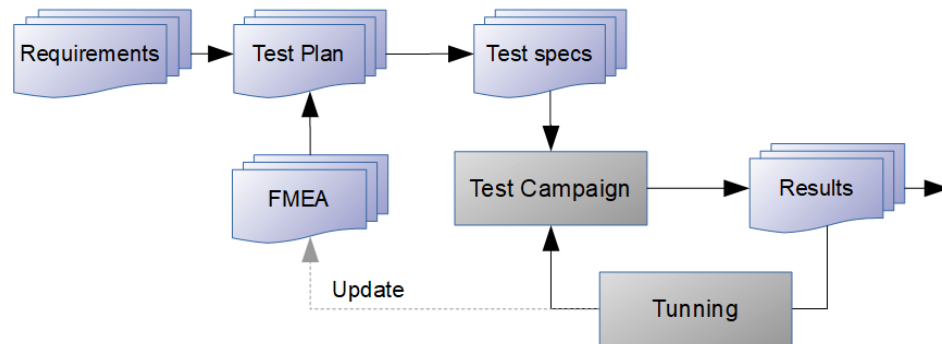 Requirements
Test Plan
Test specs
FMEA
Test Campaign
Results
Update
Tunning